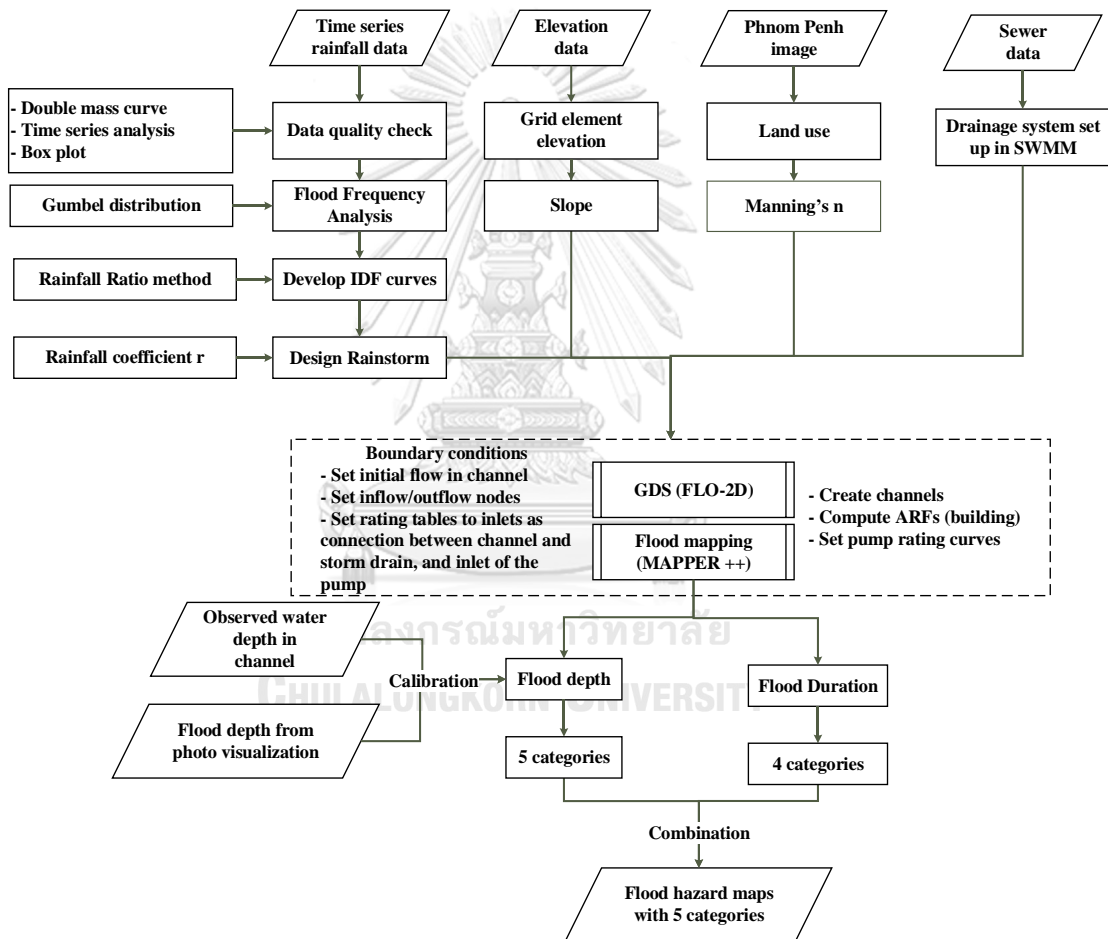 Time series
rainfall data
Elevation
data
Phnom Penh
image
Sewer
data
- Double mass curve
- Time series analysis
- Box plot
Data quality check
Grid element
elevation
Land use
Drainage system set
up in SWMM
Gumbel distribution
Flood Frequency
Analysis
Slope
Manning's n
Rainfall Ratio method
Develop IDF curves
Rainfall coefficient r
Design Rainstorm
Boundary conditions
- Set initial flow in channel
- Set inflow/outflow nodes
- Set rating tables to inlets as
connection between channel and
storm drain, and inlet of the
pump
GDS (FLO-2D)
Flood mapping
(MAPPER ++)
- Create channels
- Compute ARFs (building)
- Set pump rating curves
Observed water
depth in
channel
ลงกรณ์มหาวิทยาลัย
Calibration
Flood depth
Flood Duration
CHULALONGKORN UNIVERSITY
Flood depth from
photo visualization
5 categories
4 categories
Combination
Flood hazard maps
with 5 categories